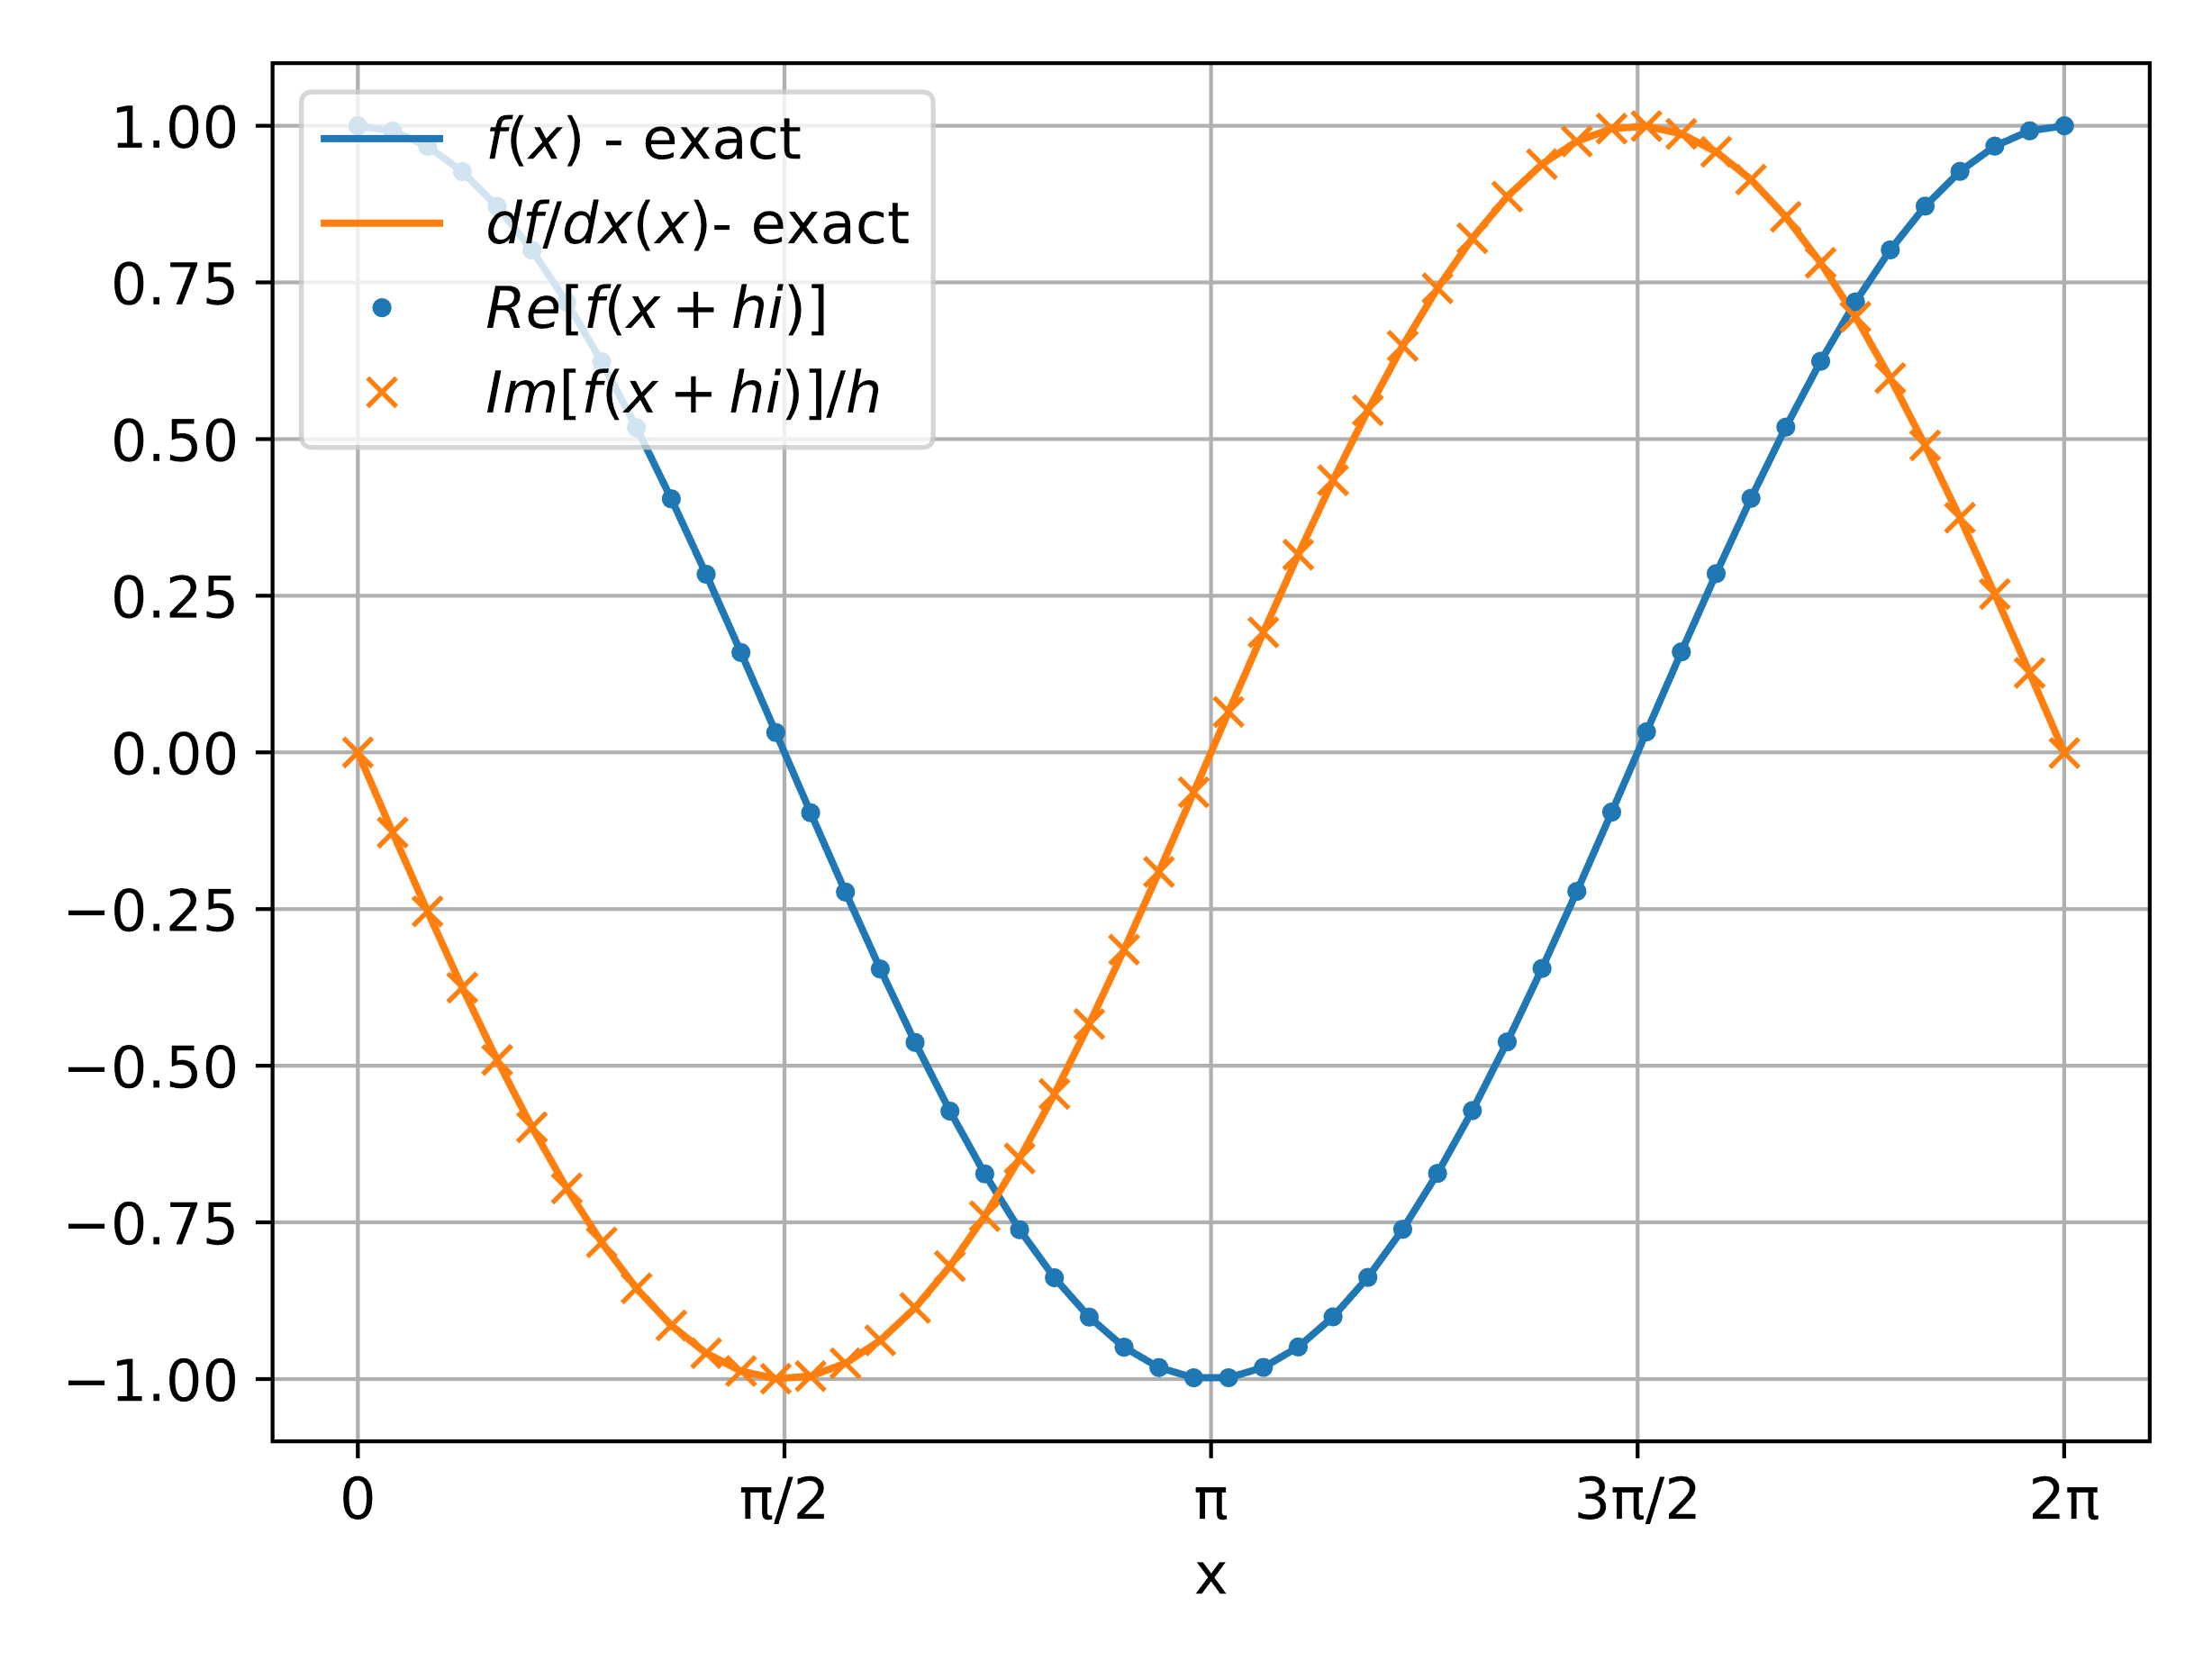 f(x) - exact
df/dx(x)- exact
Re[f(x + hi)]
Im[f(x + hi)]/h
1.00
0.75
0.50
0.25
0.00
−0.25
−0.50
−0.75
−1.00
0 π/2 π 3π/2 2π
x